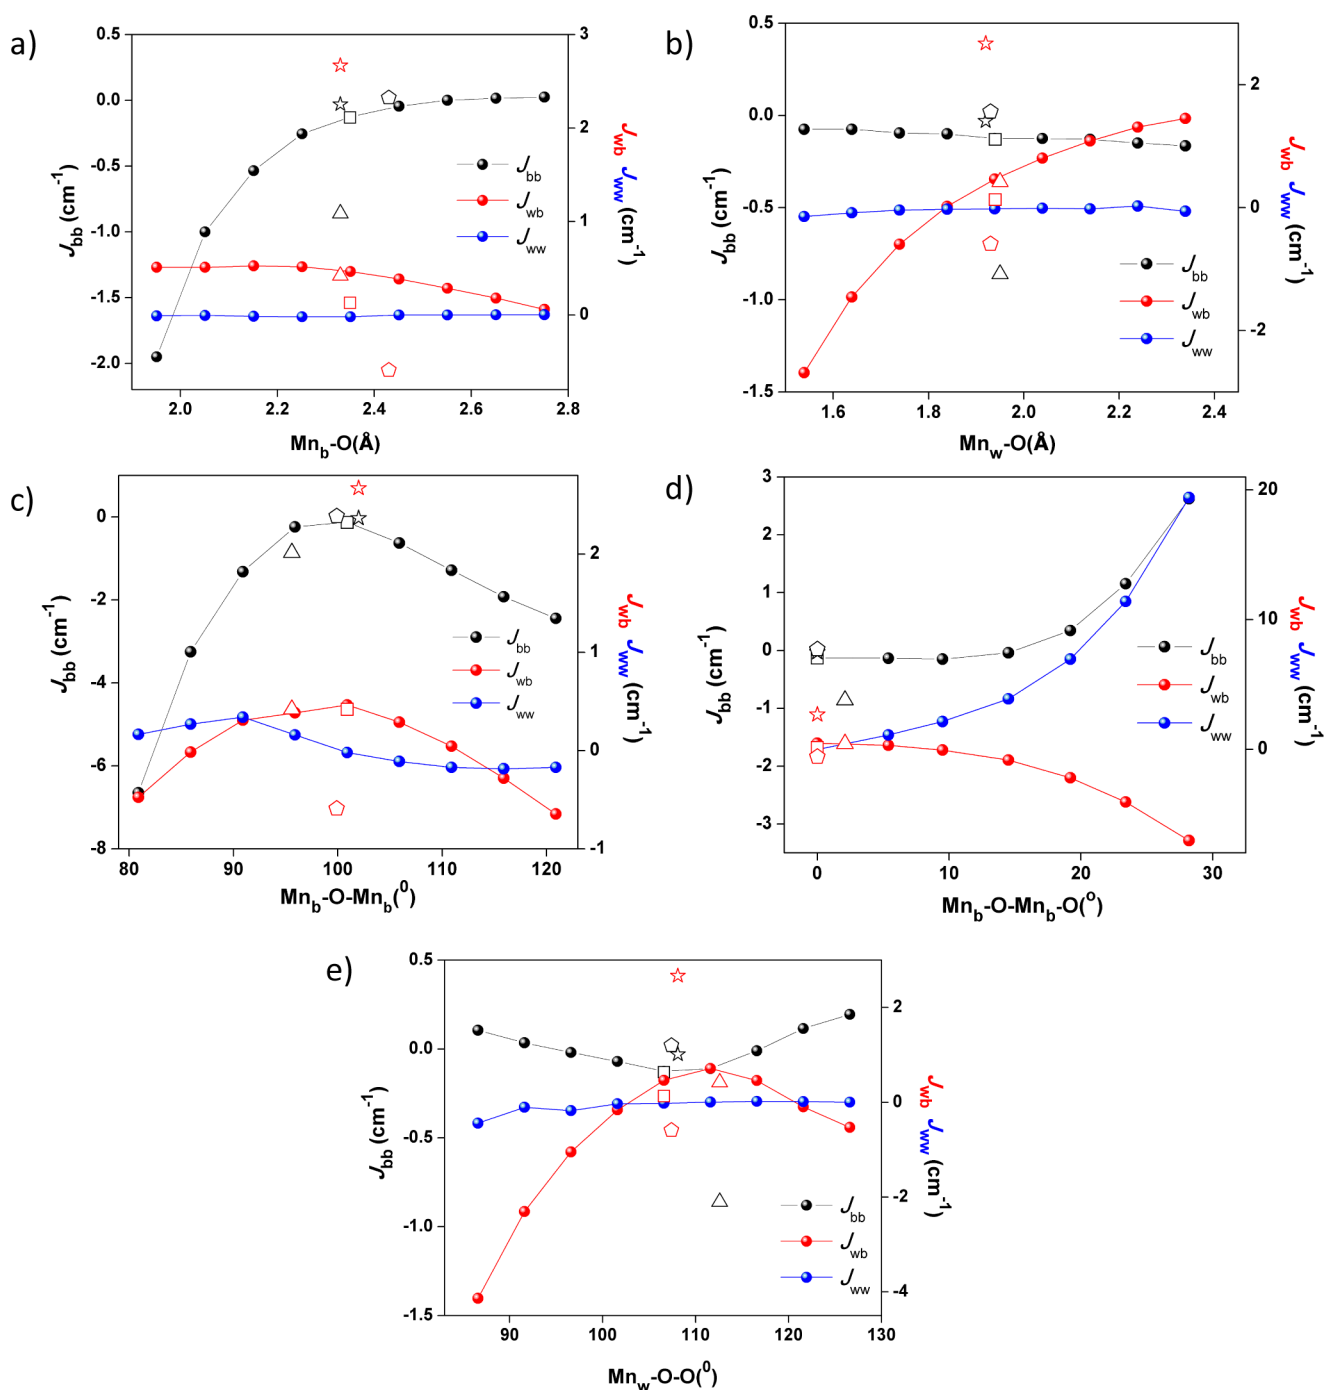 a)
3
2
1
0
0.0
-0.5
-1.0
-1.5
-2.0
J_bb (cm^-1)
J_bb
J_wb
J_ww
J_wb J_ww (cm^-1)
2.0 2.2 2.4 2.6 2.8
Mn_b-O(Å)
b)
0.5
0.0
-0.5
-1.0
-1.5
2
0
-2
J_bb (cm^-1)
J_bb
J_wb
J_ww
J_wb J_ww (cm^-1)
1.6 1.8 2.0 2.2 2.4
Mn_w-O(Å)
c)
0
-2
-4
-6
-8
2
1
0
-1
J_bb (cm^-1)
J_bb
J_wb
J_ww
J_wb J_ww (cm^-1)
80 90 100 110 120
Mn_b-O-Mn_b(^0)
d)
3
2
1
0
-1
-2
-3
20
10
0
J_bb (cm^-1)
J_bb
J_wb
J_ww
J_wb J_ww (cm^-1)
0 10 20 30
Mn_b-O-Mn_b-O(^o)
e)
0.5
0.0
-0.5
-1.0
-1.5
2
0
-2
-4
J_bb (cm^-1)
J_bb
J_wb
J_ww
J_wb J_ww (cm^-1)
90 100 110 120 130
Mn_w-O-O(^0)